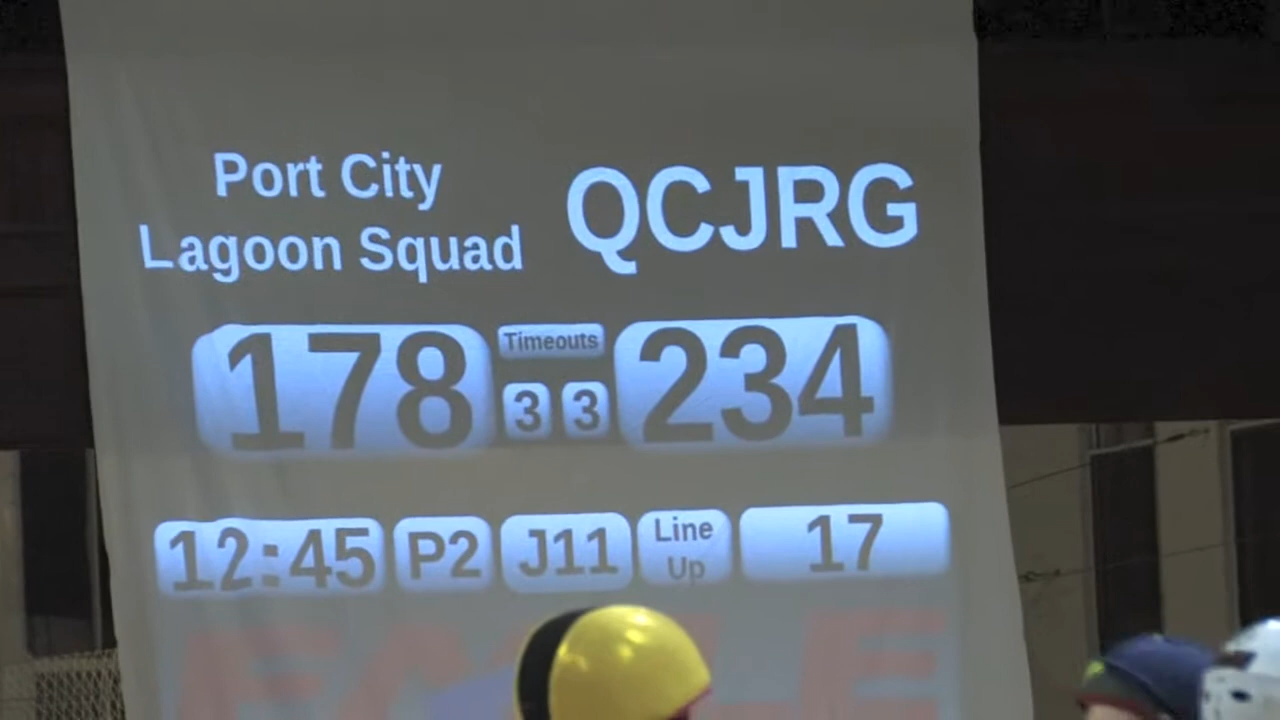 Port City
Lagoon Squad
QCJRG
178
Timeouts
3 3
234
12:45
P2
J11
Line
Up
17